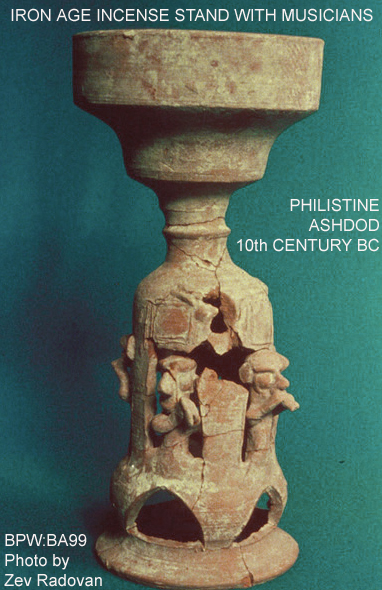 IRON AGE INCENSE STAND WITH MUSICIANS
PHILISTINE
ASHDOD
10th CENTURY BC
BPW:BA99
Photo by
Zev Radovan